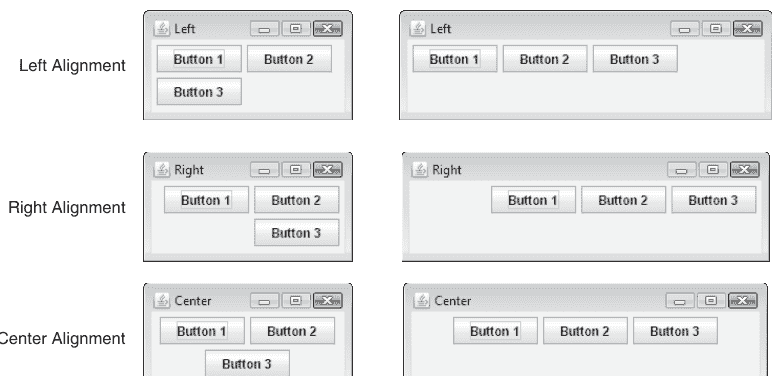 Left
Left
Left Alignment
Button 1 Button 2
Button 1 Button 2 Button 3
Button 3
Right
Right
Right Alignment
Button 1 Button 2
Button 1 Button 2 Button 3
Button 3
Center
Center
Center Alignment
Button 1 Button 2
Button 1 Button 2 Button 3
Button 3